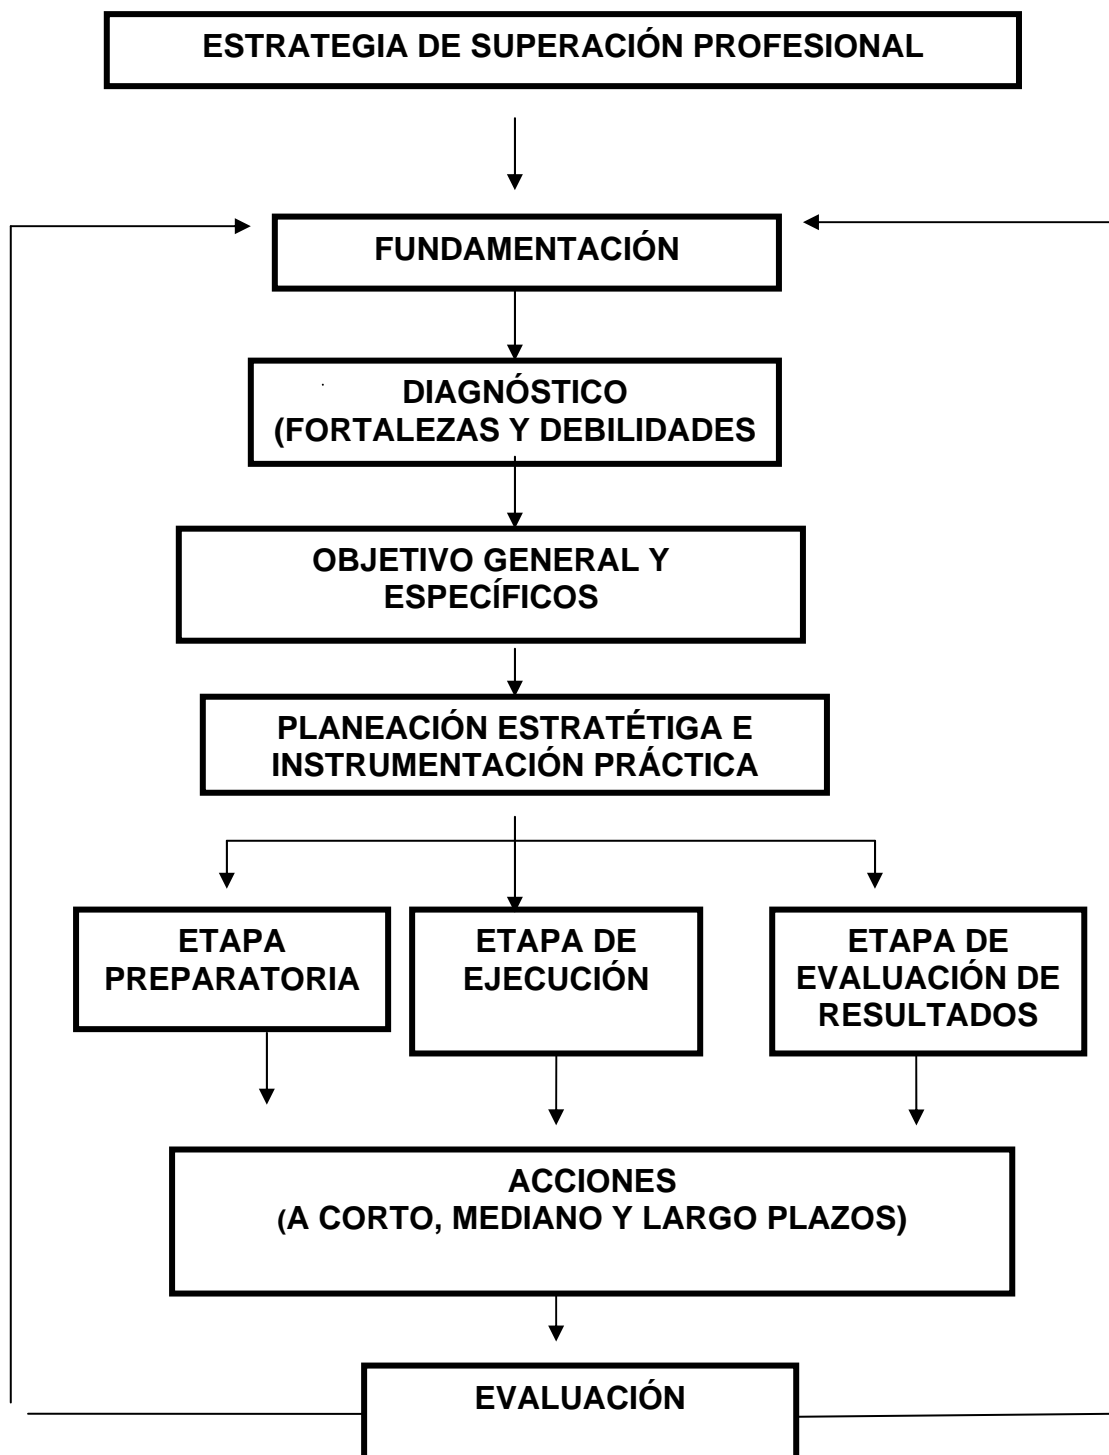 ESTRATEGIA DE SUPERACIÓN PROFESIONAL
FUNDAMENTACIÓN
DIAGNÓSTICO
(FORTALEZAS Y DEBILIDADES
OBJETIVO GENERAL Y
ESPECÍFICOS
PLANEACIÓN ESTRATÉTIGA E
INSTRUMENTACIÓN PRÁCTICA
ETAPA
PREPARATORIA
ETAPA DE
EJECUCIÓN
ETAPA DE
EVALUACIÓN DE
RESULTADOS
ACCIONES
(A CORTO, MEDIANO Y LARGO PLAZOS)
EVALUACIÓN